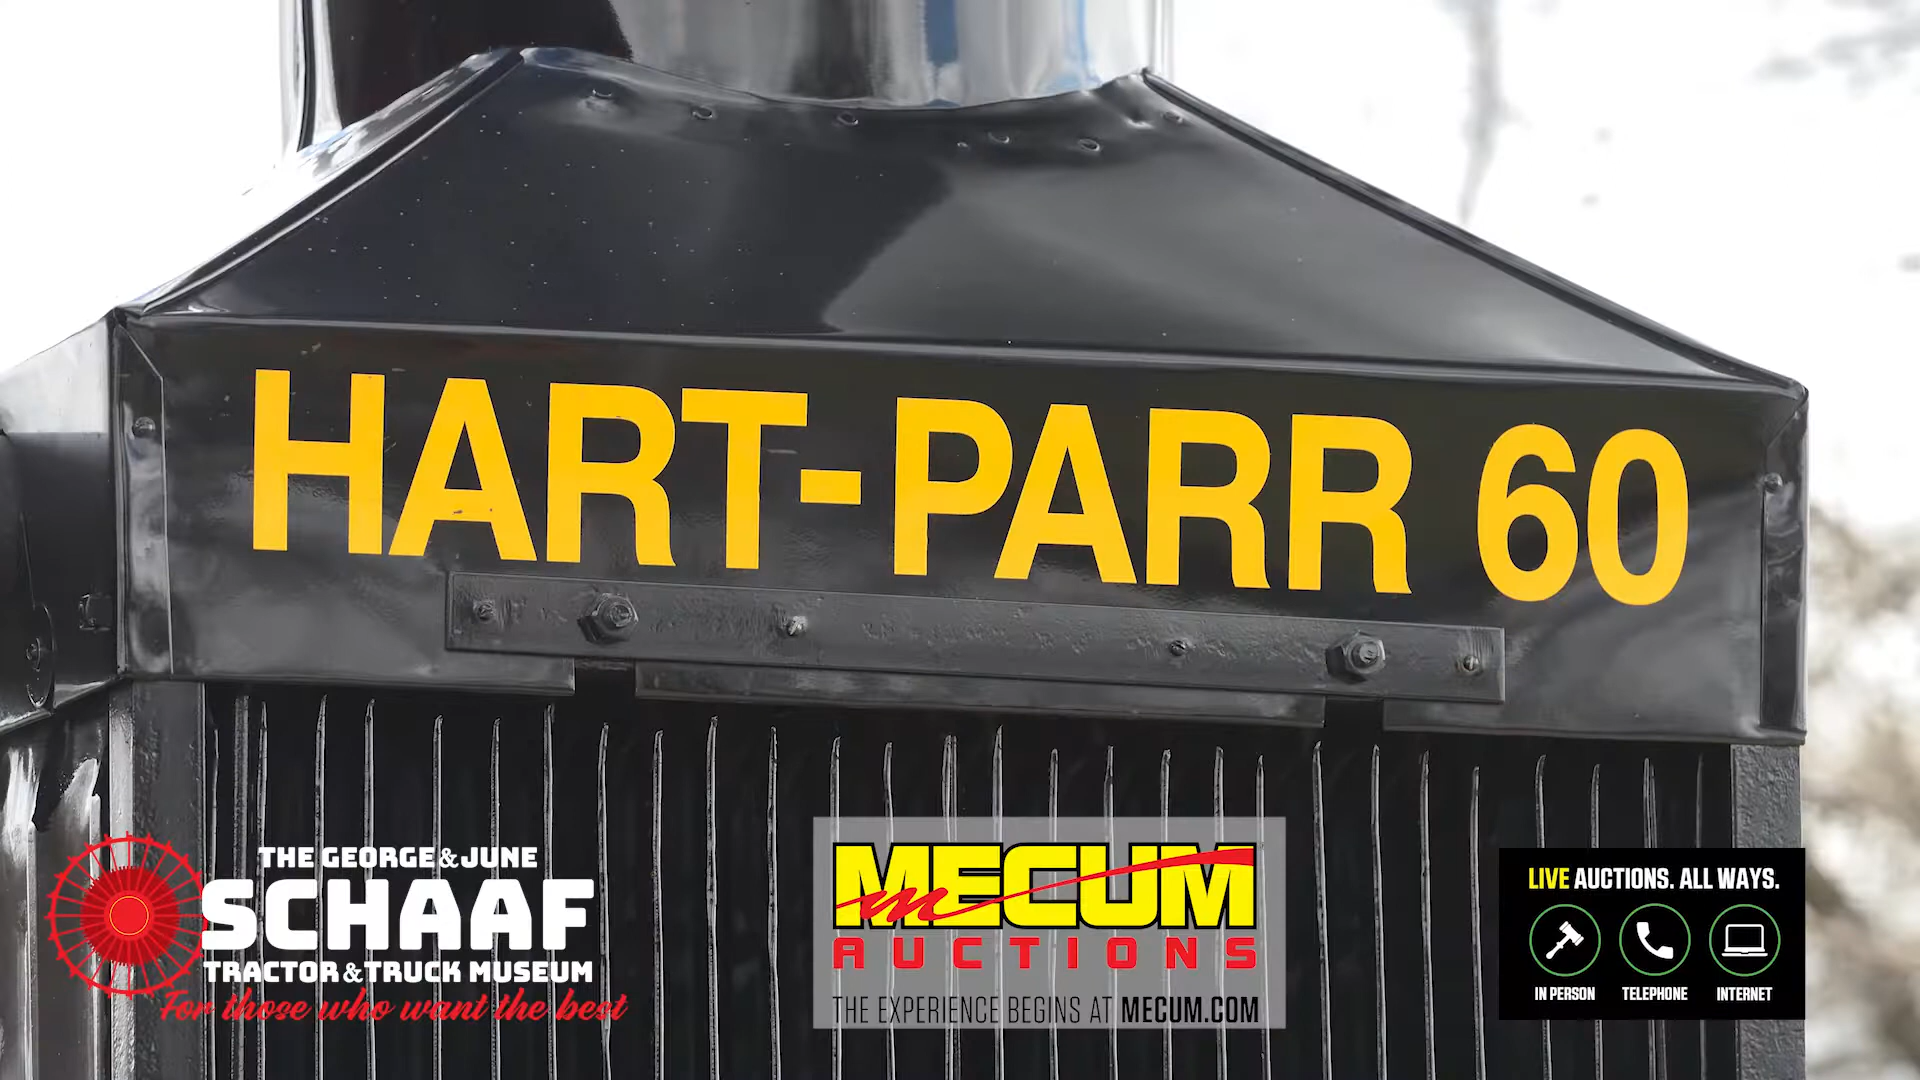 HART-PARR 60
THE GEORGE & JUNE
SCHAAF
TRACTOR & TRUCK MUSEUM
For those who want the best
MECUM
AUCTIONS
THE EXPERIENCE BEGINS AT MECUM.COM
LIVE AUCTIONS. ALL WAYS.
IN PERSON TELEPHONE INTERNET